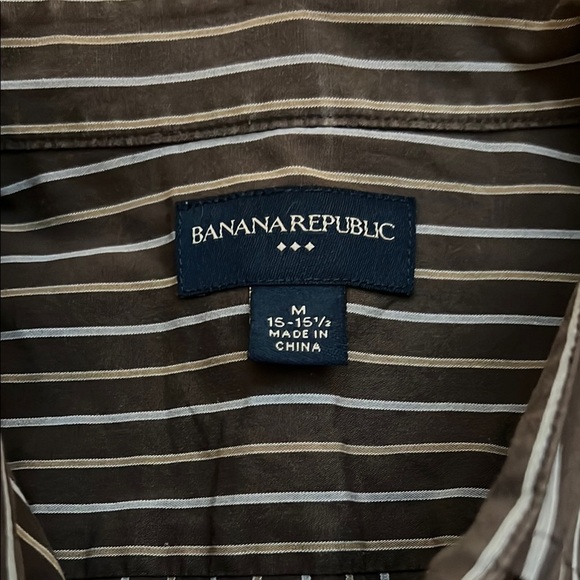 BANANA REPUBLIC
M
15-15½
MADE IN
CHINA